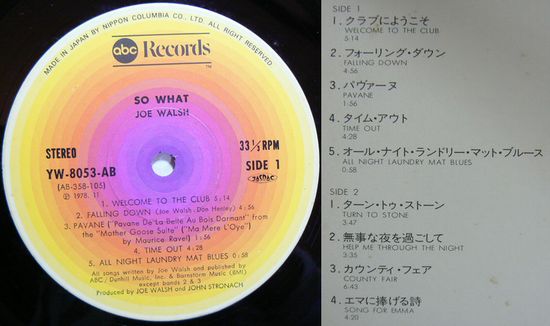 MADE IN JAPAN BY NIPPON COLUMBIA CO., LTD. ALL RIGHTS RESERVED.
abc Records
TM
SO WHAT
JOE WALSH
STEREO
33⅓RPM
YW-8053-AB
SIDE 1
(AB-358-105)
Ⓟ 1978. 11
JASRAC
1. WELCOME TO THE CLUB 5:14
2. FALLING DOWN (Joe Walsh-Don Henley) 4:56
3. PAVANE ("Pavane De La Belle Au Bois Dormant" from
the "Mother Goose Suite" ("Ma Mere L'Oye")
by Maurice Ravel) 1:56
4. TIME OUT 4:28
5. ALL NIGHT LAUNDRY MAT BLUES 0:58
All songs written by Joe Walsh and published by
ABC/Dunhill Music, Inc. & Barnstorm Music (BMI)
except bands 2 & 3
Produced by JOE WALSH and JOHN STRONACH
SIDE 1
1. クラブにようこそ
WELCOME TO THE CLUB
5:14
2. フォーリング・ダウン
FALLING DOWN
4:56
3. パヴァーヌ
PAVANE
1:56
4. タイム・アウト
TIME OUT
4:28
5. オール・ナイト・ランドリー・マット・ブルース
ALL NIGHT LAUNDRY MAT BLUES
0:58
SIDE 2
1. ターン・トゥ・ストーン
TURN TO STONE
3:47
2. 無事な夜を過ごして
HELP ME THROUGH THE NIGHT
3:35
3. カウンティ・フェア
COUNTY FAIR
6:43
4. エマに捧げる詩
SONG FOR EMMA
4:20